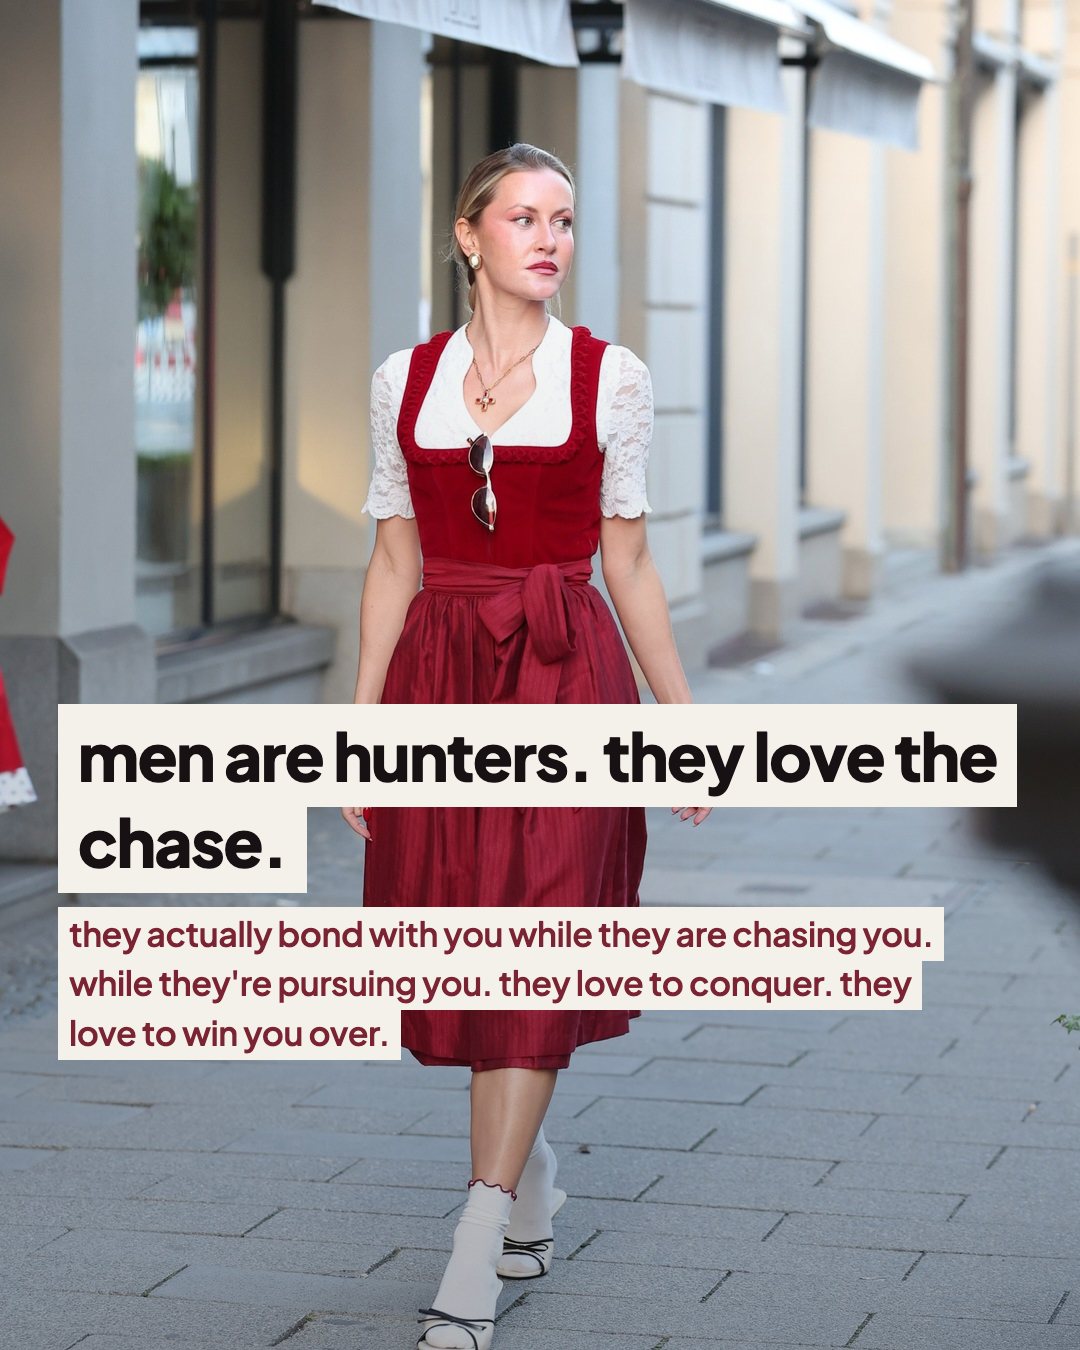 men are hunters. they love the
chase.
they actually bond with you while they are chasing you.
while they're pursuing you. they love to conquer. they
love to win you over.